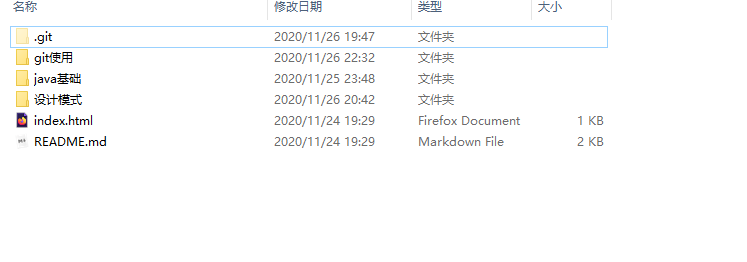 名称 修改日期 类型 大小
.git 2020/11/26 19:47 文件夹
git使用 2020/11/26 22:32 文件夹
java基础 2020/11/25 23:48 文件夹
设计模式 2020/11/26 20:42 文件夹
index.html 2020/11/24 19:29 Firefox Document 1 KB
README.md 2020/11/24 19:29 Markdown File 2 KB